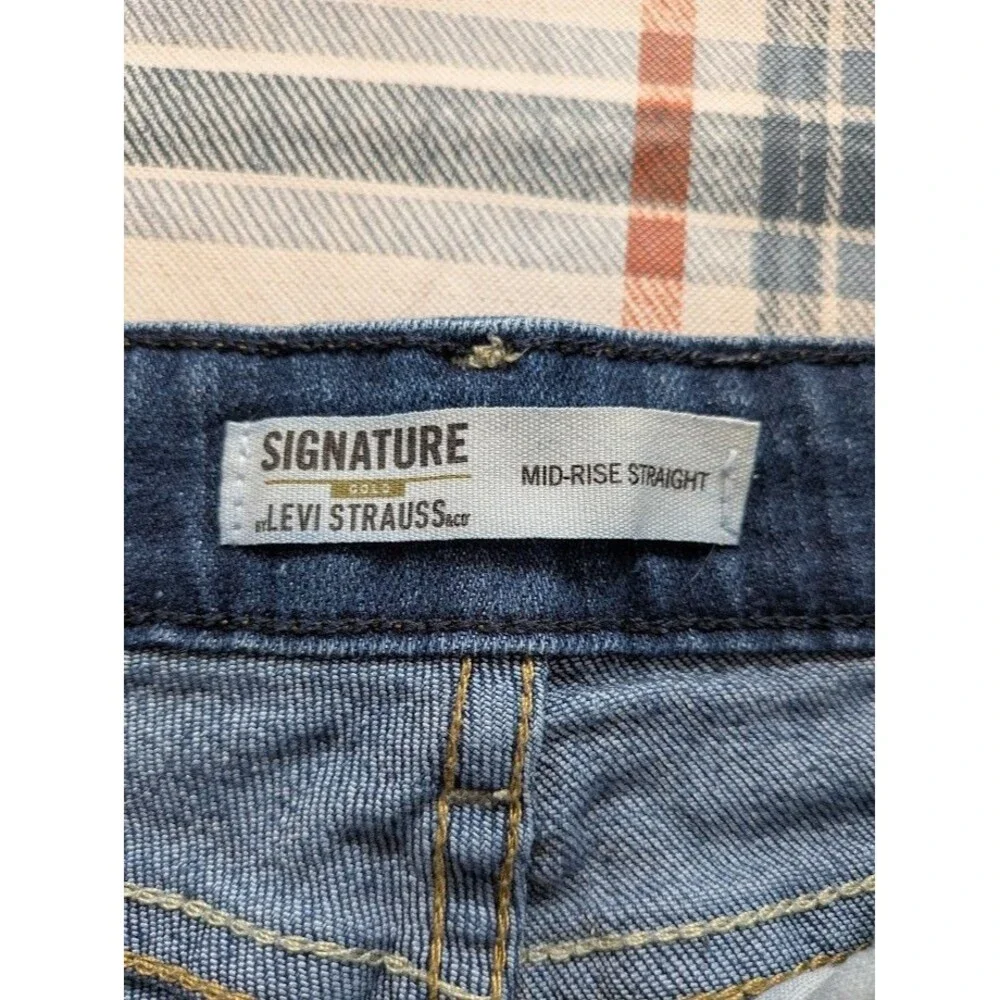 SIGNATURE
GOLD
BY LEVI STRAUSS & CO
MID-RISE STRAIGHT